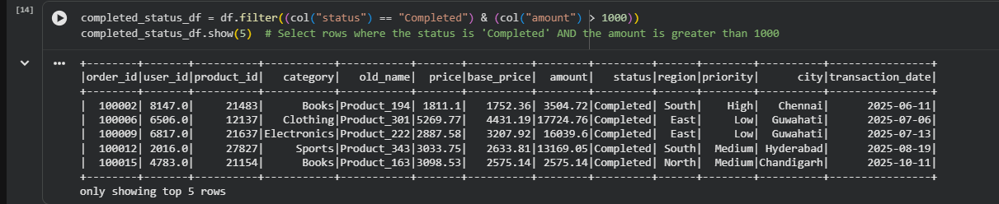 [14]
completed_status_df = df.filter((col("status") == "Completed") & (col("amount") > 1000))
completed_status_df.show(5)  # Select rows where the status is 'Completed' AND the amount is greater than 1000
+--------+-------+----------+-----------+-----------+-------+----------+--------+---------+------+--------+----------+----------------+
|order_id|user_id|product_id|   category|   old_name|  price|base_price|  amount|   status|region|priority|      city|transaction_date|
+--------+-------+----------+-----------+-----------+-------+----------+--------+---------+------+--------+----------+----------------+
|  100002| 8147.0|     21483|      Books|Product_194| 1811.1|   1752.36| 3504.72|Completed| South|    High|   Chennai|      2025-06-11|
|  100006| 6506.0|     12137|   Clothing|Product_301|5269.77|   4431.19|17724.76|Completed|  East|     Low|  Guwahati|      2025-07-06|
|  100009| 6817.0|     21637|Electronics|Product_222|2887.58|   3207.92| 16039.6|Completed|  East|     Low|  Guwahati|      2025-07-13|
|  100012| 2016.0|     27827|     Sports|Product_343|3033.75|   2633.81|13169.05|Completed| South|  Medium| Hyderabad|      2025-08-19|
|  100015| 4783.0|     21154|      Books|Product_163|3098.53|   2575.14| 2575.14|Completed| North|  Medium|Chandigarh|      2025-10-11|
+--------+-------+----------+-----------+-----------+-------+----------+--------+---------+------+--------+----------+----------------+
only showing top 5 rows